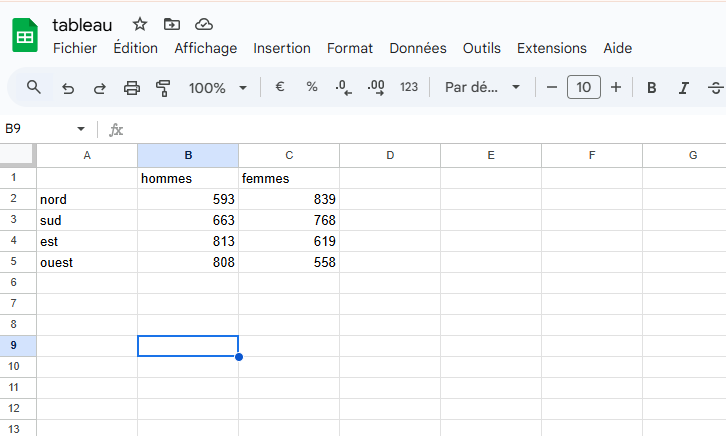 tableau
Fichier Édition Affichage Insertion Format Données Outils Extensions Aide
100% € % .0 .00 123 Par dé... 10 B I S
B9 fx
A B C D E F G
1 hommes femmes
2 nord 593 839
3 sud 663 768
4 est 813 619
5 ouest 808 558
6
7
8
9
10
11
12
13